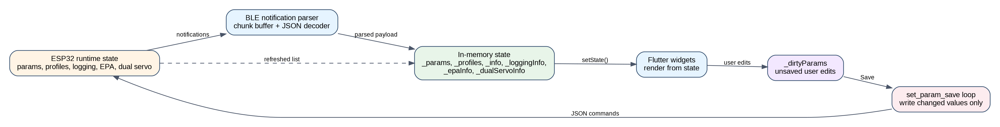 BLE notification parser
chunk buffer + JSON decoder
notifications
parsed payload
ESP32 runtime state
params, profiles, logging, EPA, dual servo
refreshed list
In-memory state
_params, _profiles, _info, _loggingInfo,
_epaInfo, _dualServoInfo
setState()
Flutter widgets
render from state
user edits
_dirtyParams
unsaved user edits
Save
set_param_save loop
write changed values only
JSON commands